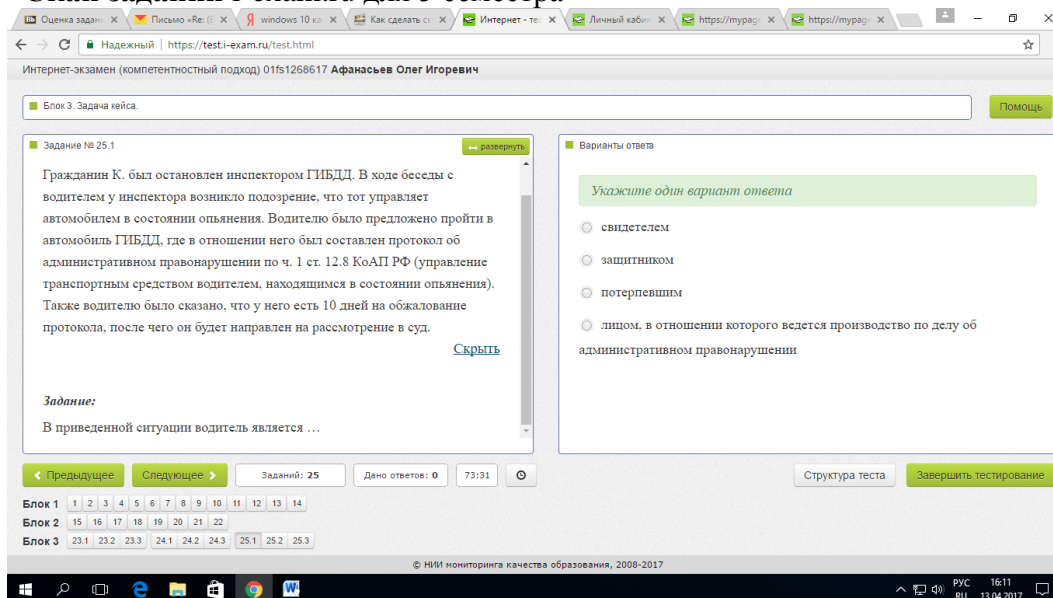 Оценка задани
Письмо «Re: (Б
windows 10 ка
Как сделать ск
Интернет - тес
Личный кабин
https://mypage
https://mypage
Надежный | https://test.i-exam.ru/test.html
Интернет-экзамен (компетентностный подход) 01fs1268617 Афанасьев Олег Игоревич
Блок 3. Задача кейса.
Помощь
Задание № 25.1
развернуть
Гражданин К. был остановлен инспектором ГИБДД. В ходе беседы с
водителем у инспектора возникло подозрение, что тот управляет
автомобилем в состоянии опьянения. Водителю было предложено пройти в
автомобиль ГИБДД, где в отношении него был составлен протокол об
административном правонарушении по ч. 1 ст. 12.8 КоАП РФ (управление
транспортным средством водителем, находящимся в состоянии опьянения).
Также водителю было сказано, что у него есть 10 дней на обжалование
протокола, после чего он будет направлен на рассмотрение в суд.
Скрыть
Задание:
В приведенной ситуации водитель является …
Варианты ответа
Укажите один вариант ответа
свидетелем
защитником
потерпевшим
лицом, в отношении которого ведется производство по делу об
административном правонарушении
Предыдущее
Следующее
Заданий: 25
Дано ответов: 0
73:31
Структура теста
Завершить тестирование
Блок 1 1 2 3 4 5 6 7 8 9 10 11 12 13 14
Блок 2 15 16 17 18 19 20 21 22
Блок 3 23.1 23.2 23.3 24.1 24.2 24.3 25.1 25.2 25.3
© НИИ мониторинга качества образования, 2008-2017
РУС 16:11
RU 13.04.2017